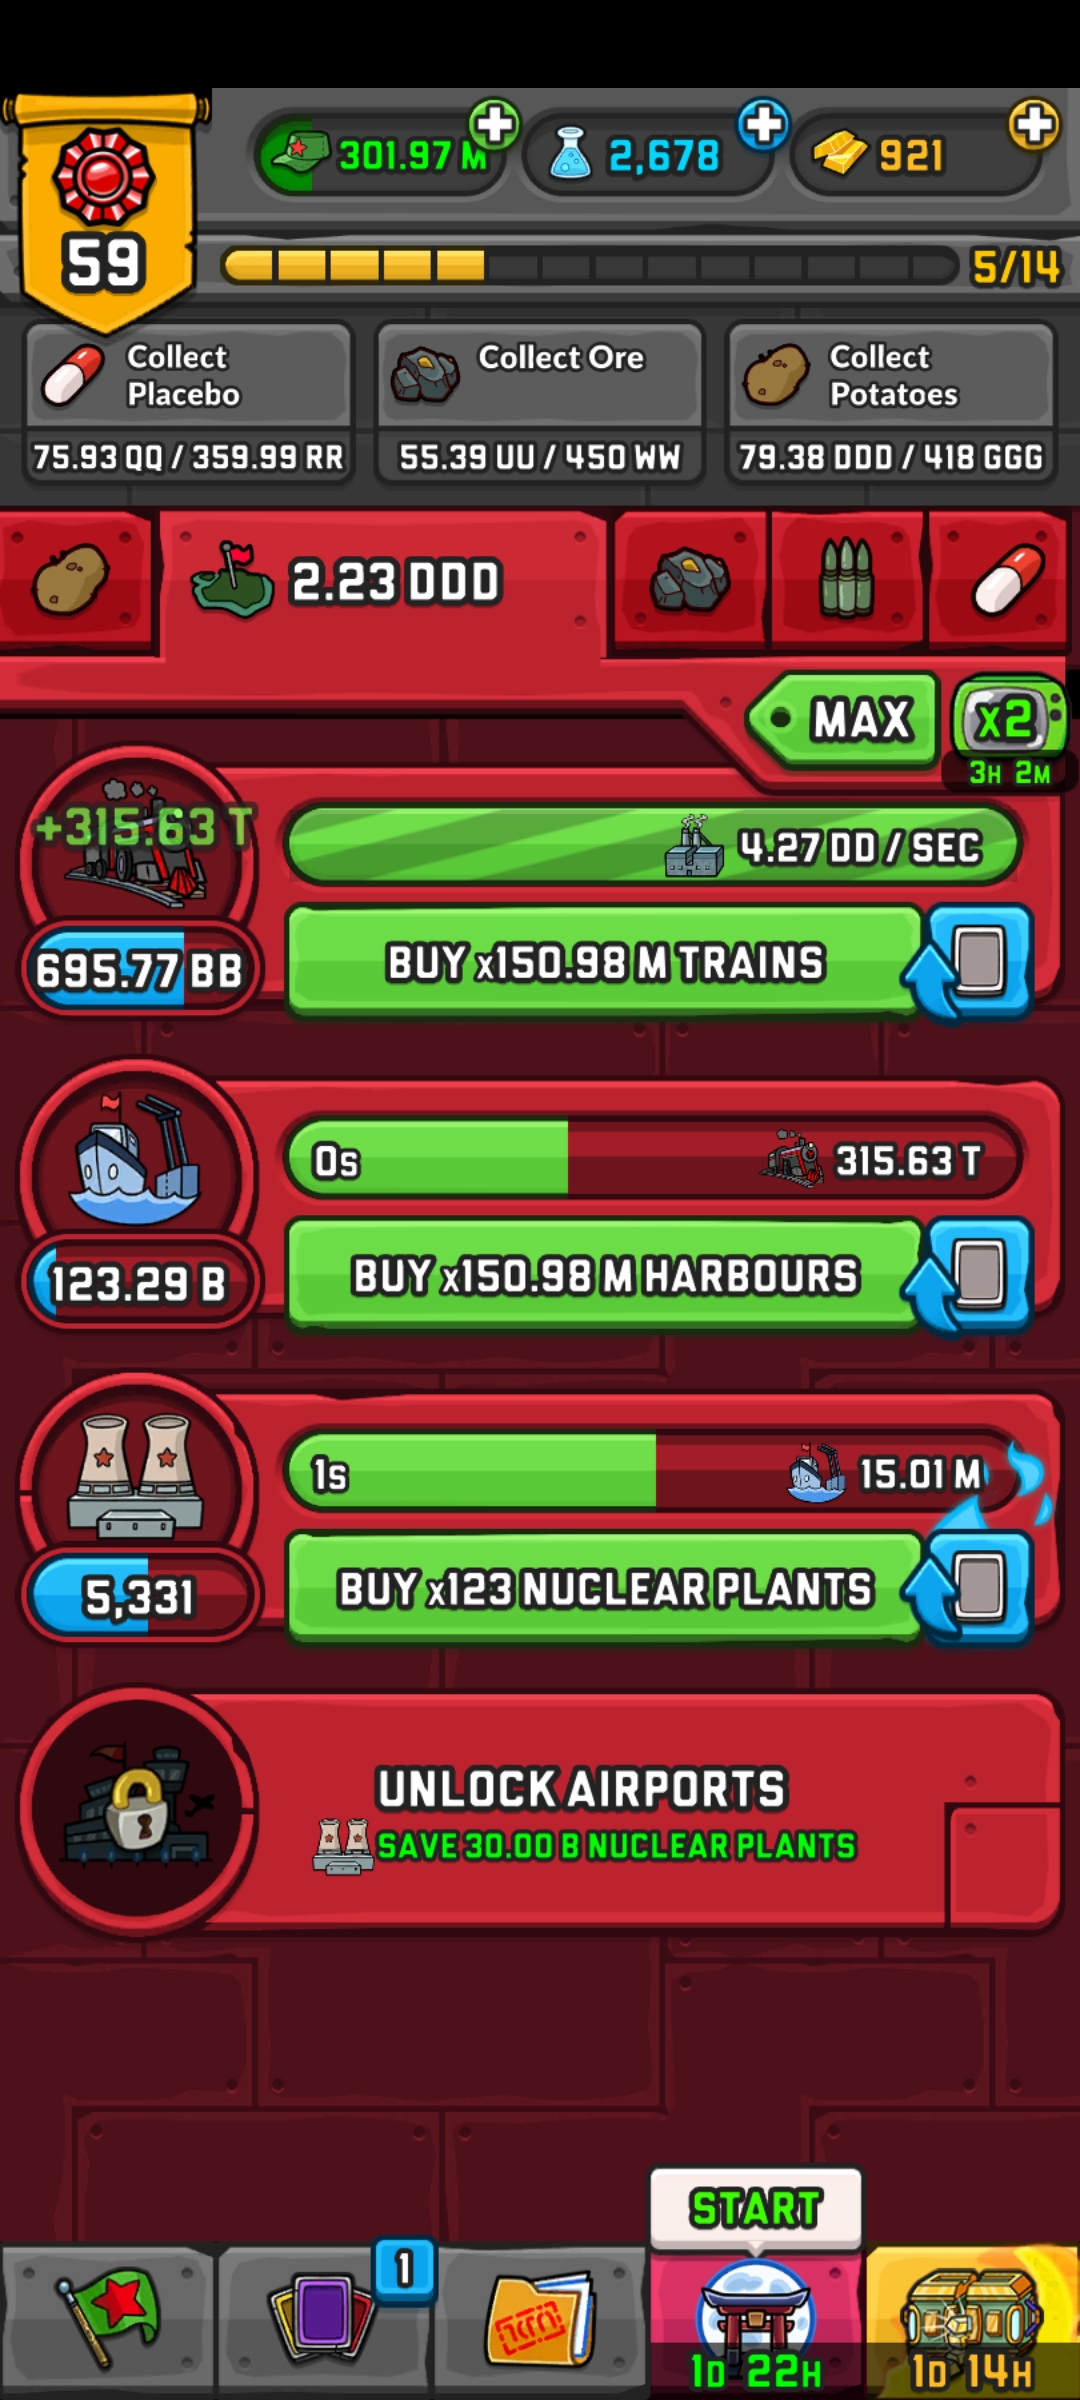 301.97 M
2,678
921
59
5/14
Collect
Placebo
75.93 QQ / 359.99 RR
Collect Ore
55.39 UU / 450 WW
Collect
Potatoes
79.38 DDD / 418 GGG
2.23 DDD
MAX
x2
3H 2M
+315.63 T
4.27 DD / SEC
695.77 BB
BUY x150.98 M TRAINS
0s
315.63 T
123.29 B
BUY x150.98 M HARBOURS
1s
15.01 M
5,331
BUY x123 NUCLEAR PLANTS
UNLOCK AIRPORTS
SAVE 30.00 B NUCLEAR PLANTS
START
1
1D 22H
1D 14H